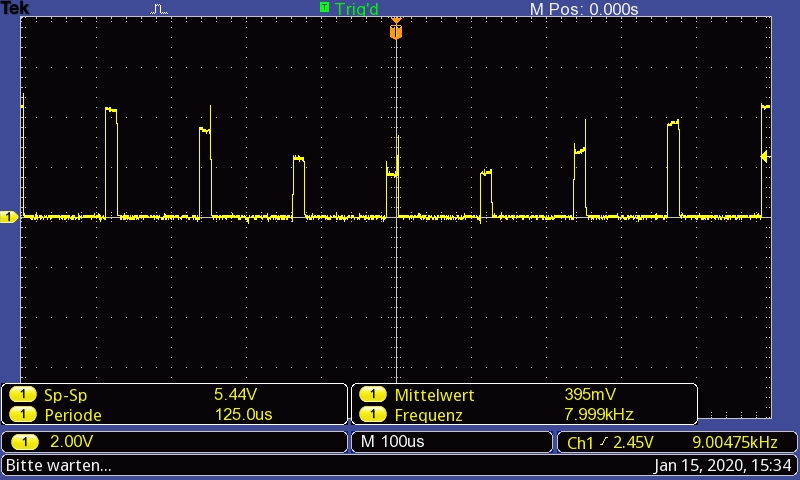 Tek T Trig'd M Pos: 0.000s
T
1
1 Sp-Sp 5.44V 1 Mittelwert 395mV
1 Periode 125.0us 1 Frequenz 7.999kHz
1 2.00V M 100us Ch1 / 2.45V 9.00475kHz
Bitte warten... Jan 15, 2020, 15:34